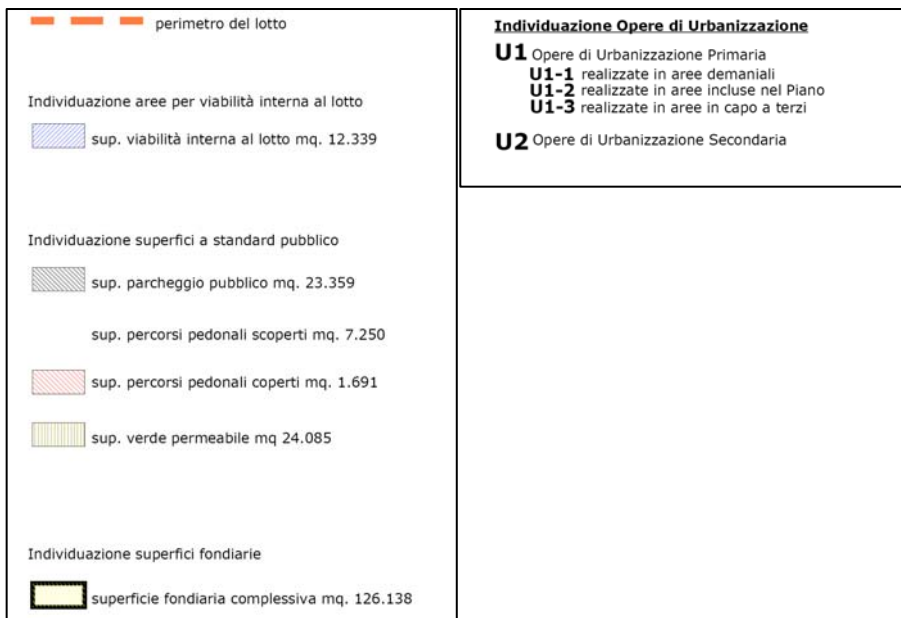 perimetro del lotto
Individuazione aree per viabilità interna al lotto
sup. viabilità interna al lotto mq. 12.339
Individuazione superfici a standard pubblico
sup. parcheggio pubblico mq. 23.359
sup. percorsi pedonali scoperti mq. 7.250
sup. percorsi pedonali coperti mq. 1.691
sup. verde permeabile mq 24.085
Individuazione superfici fondiarie
superficie fondiaria complessiva mq. 126.138
Individuazione Opere di Urbanizzazione
U1 Opere di Urbanizzazione Primaria
U1-1 realizzate in aree demaniali
U1-2 realizzate in aree incluse nel Piano
U1-3 realizzate in aree in capo a terzi
U2 Opere di Urbanizzazione Secondaria